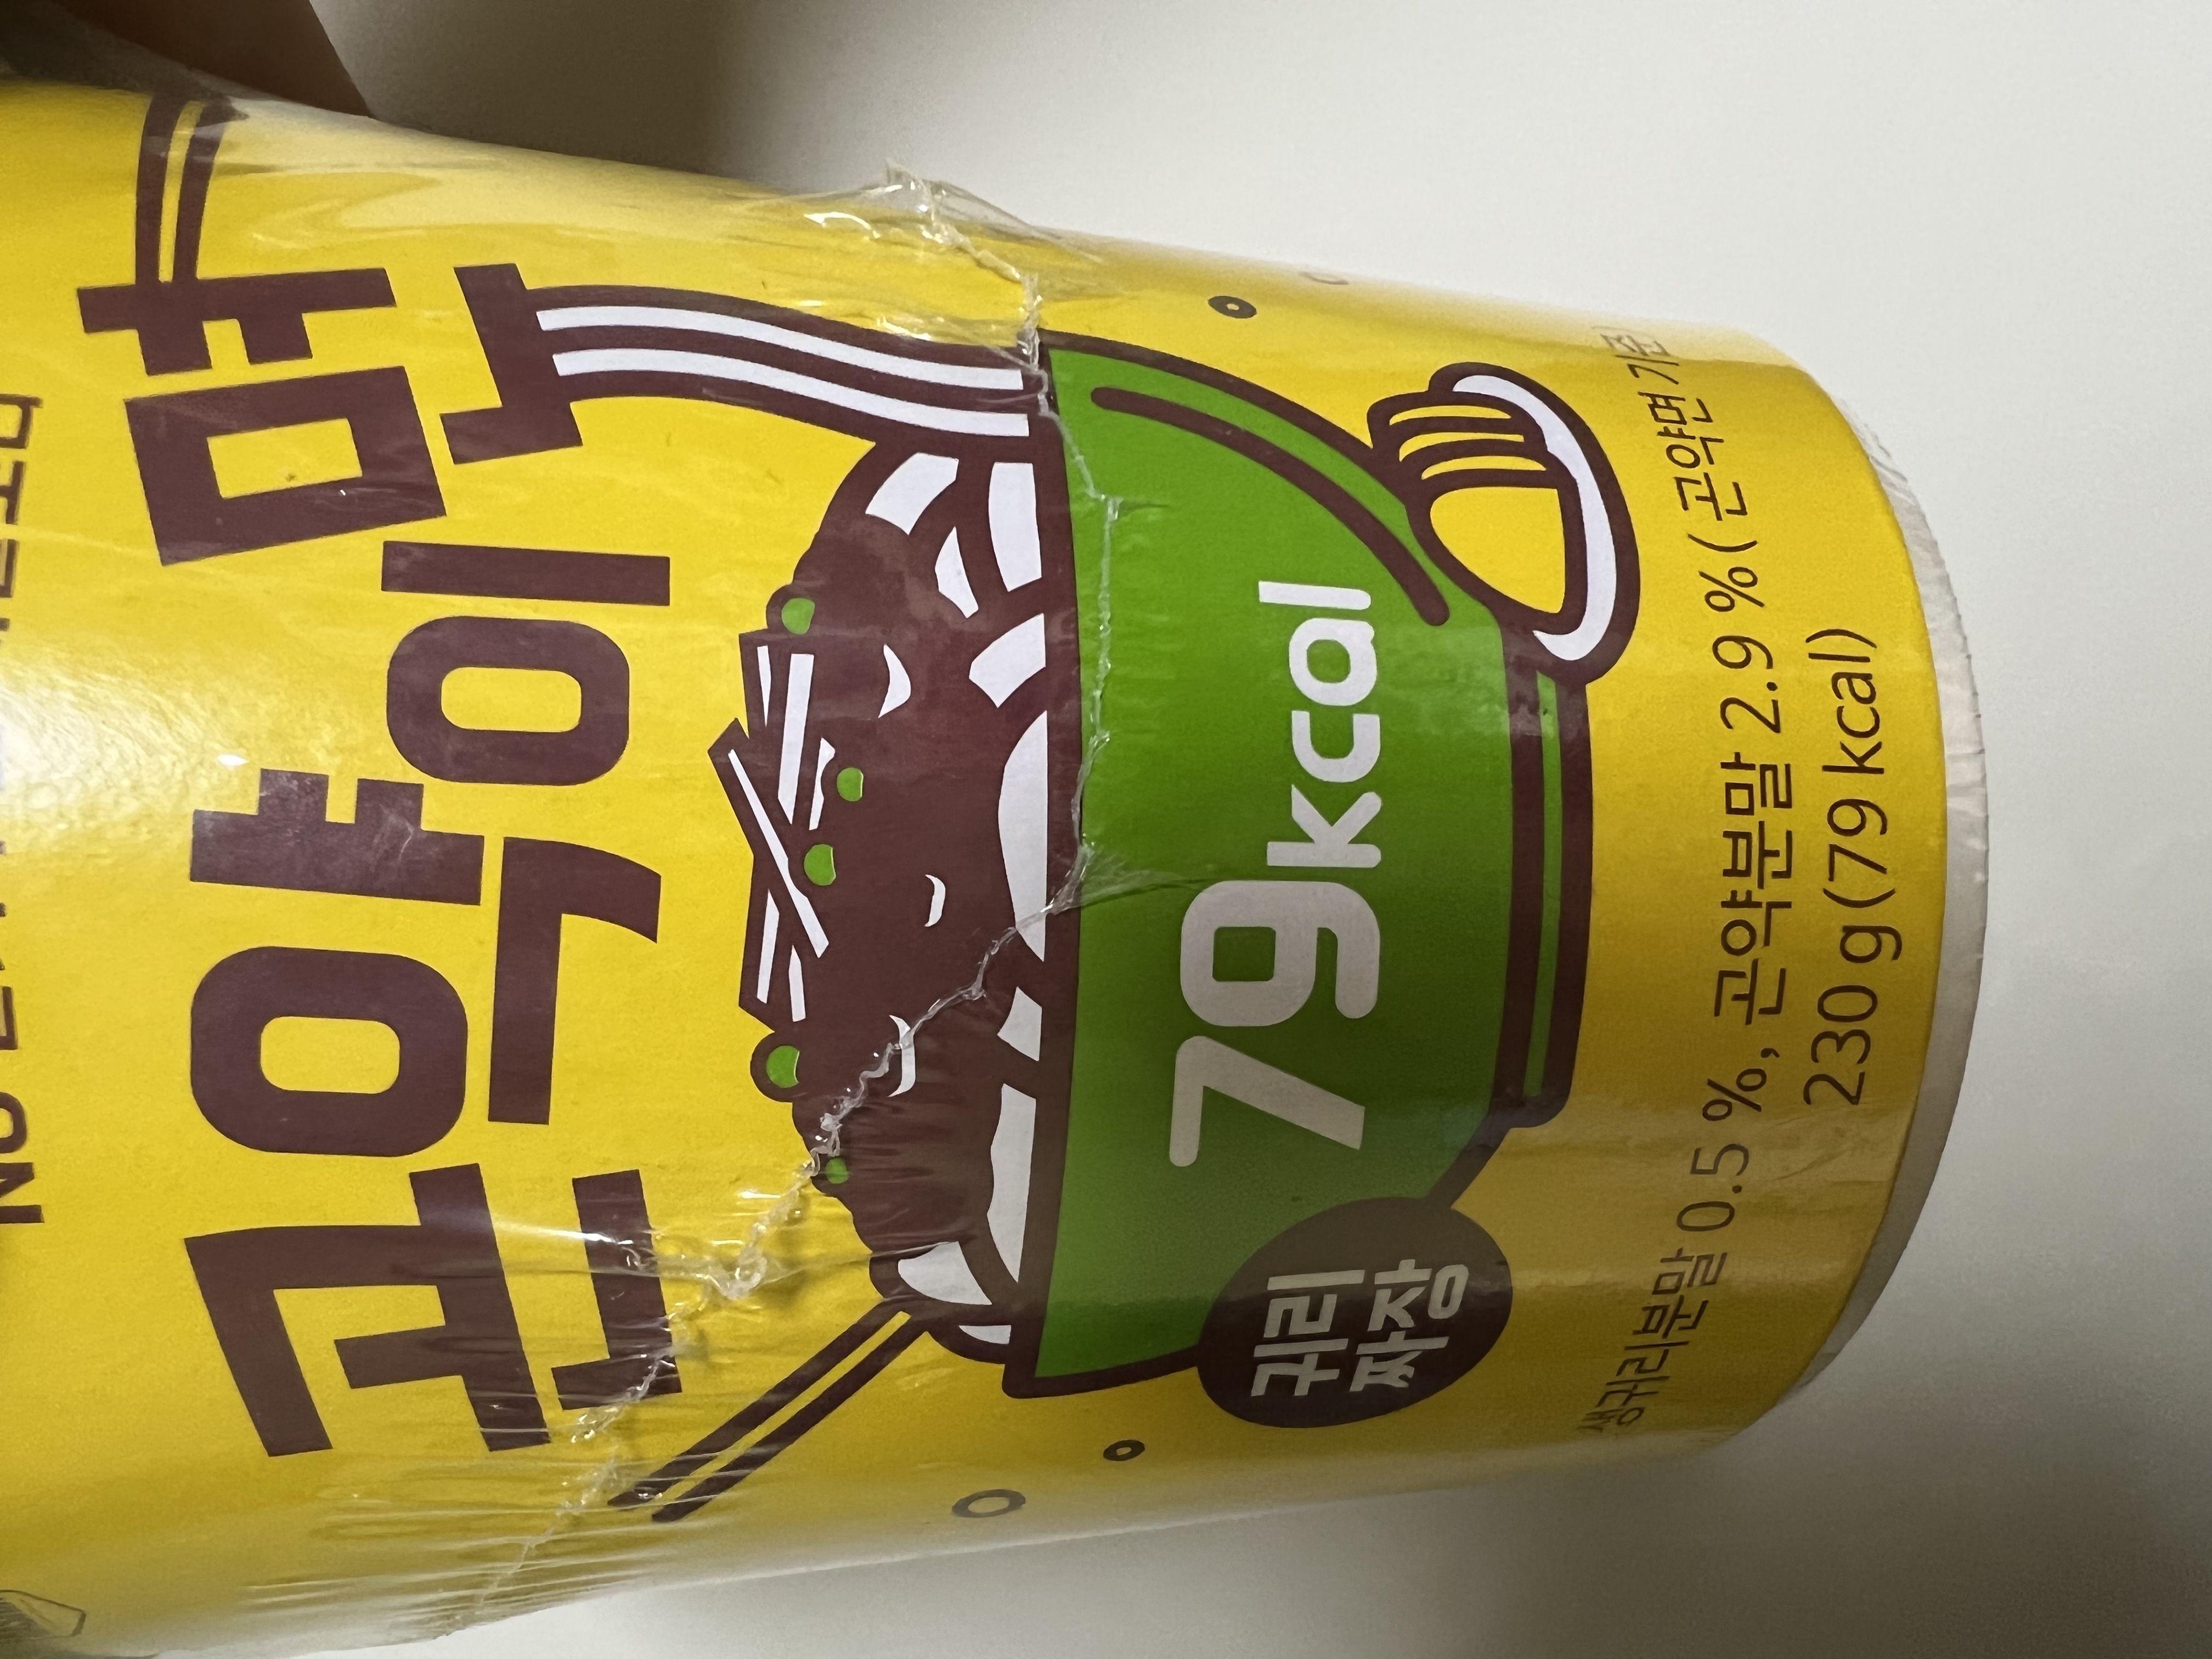 곤약이 면
79kcal
귀리
짜장
생귀리분말 0.5 %, 곤약분말 2.9 % ( 곤약면 기준)
230 g (79 kcal)